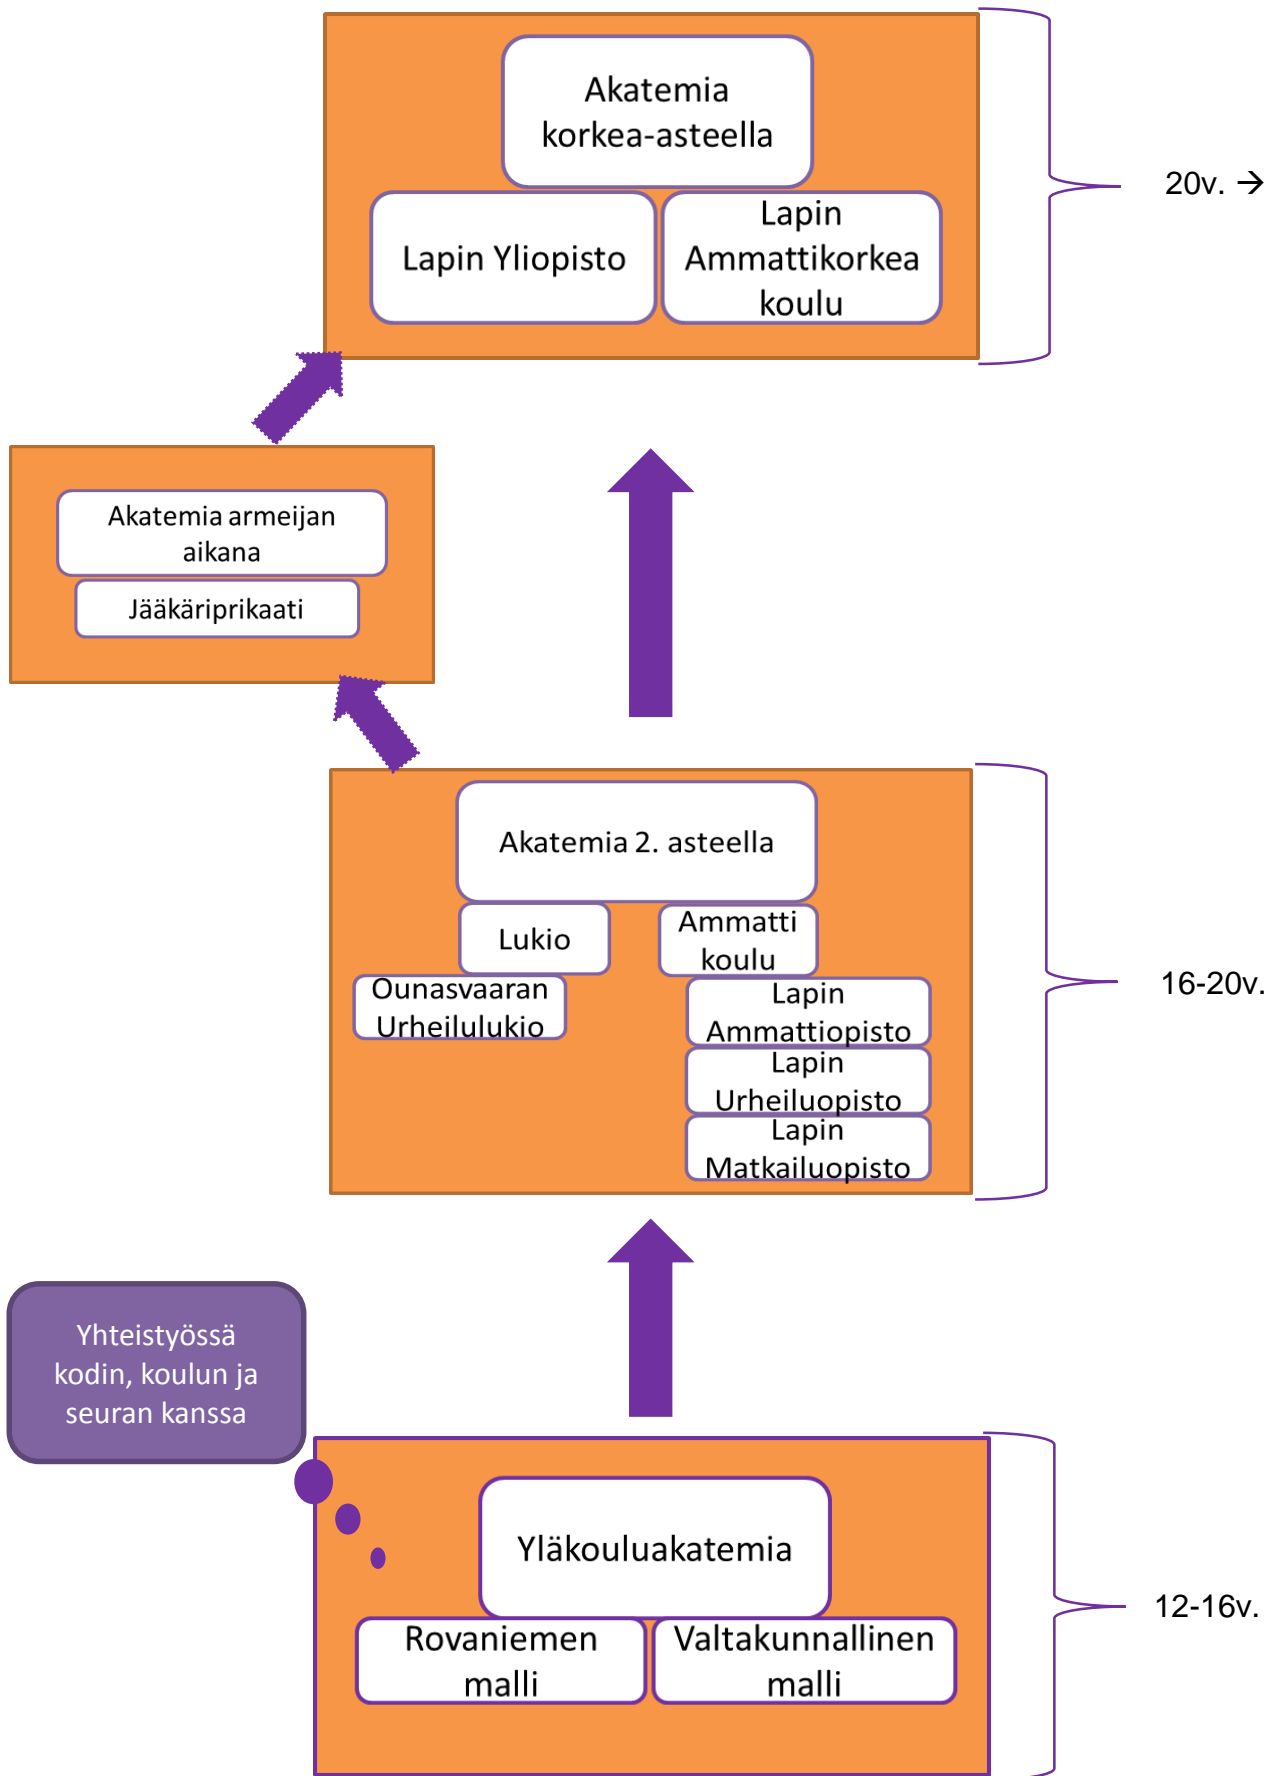 Akatemia
korkea-asteella
Lapin Yliopisto
Lapin
Ammattikorkea
koulu
20v. →
Akatemia armeijan
aikana
Jääkäriprikaati
Akatemia 2. asteella
Lukio
Ammatti
koulu
Ounasvaaran
Urheilulukio
Lapin
Ammattiopisto
Lapin
Urheiluopisto
Lapin
Matkailuopisto
16-20v.
Yhteistyössä
kodin, koulun ja
seuran kanssa
Yläkouluakatemia
Rovaniemen
malli
Valtakunnallinen
malli
12-16v.